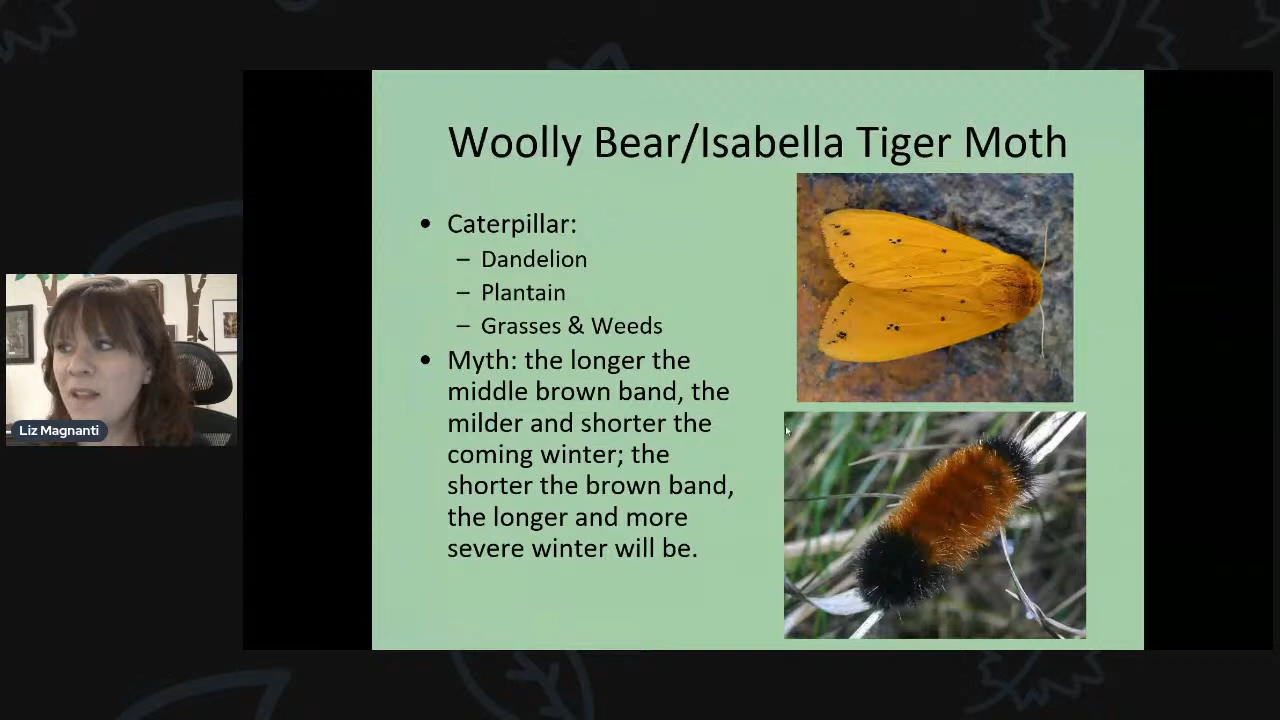 Woolly Bear/Isabella Tiger Moth
• Caterpillar:
– Dandelion
– Plantain
– Grasses & Weeds
• Myth: the longer the
middle brown band, the
milder and shorter the
coming winter; the
shorter the brown band,
the longer and more
severe winter will be.
Liz Magnanti